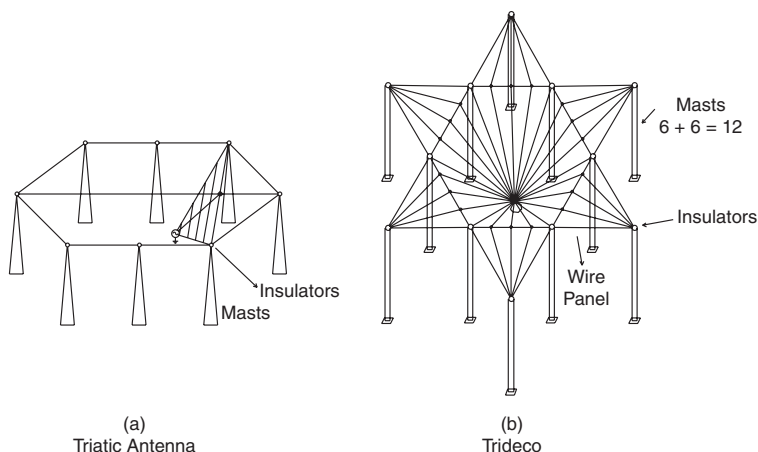 Masts
6 + 6 = 12
Insulators
Insulators
Masts
Wire
Panel
(a)
Triatic Antenna
(b)
Trideco